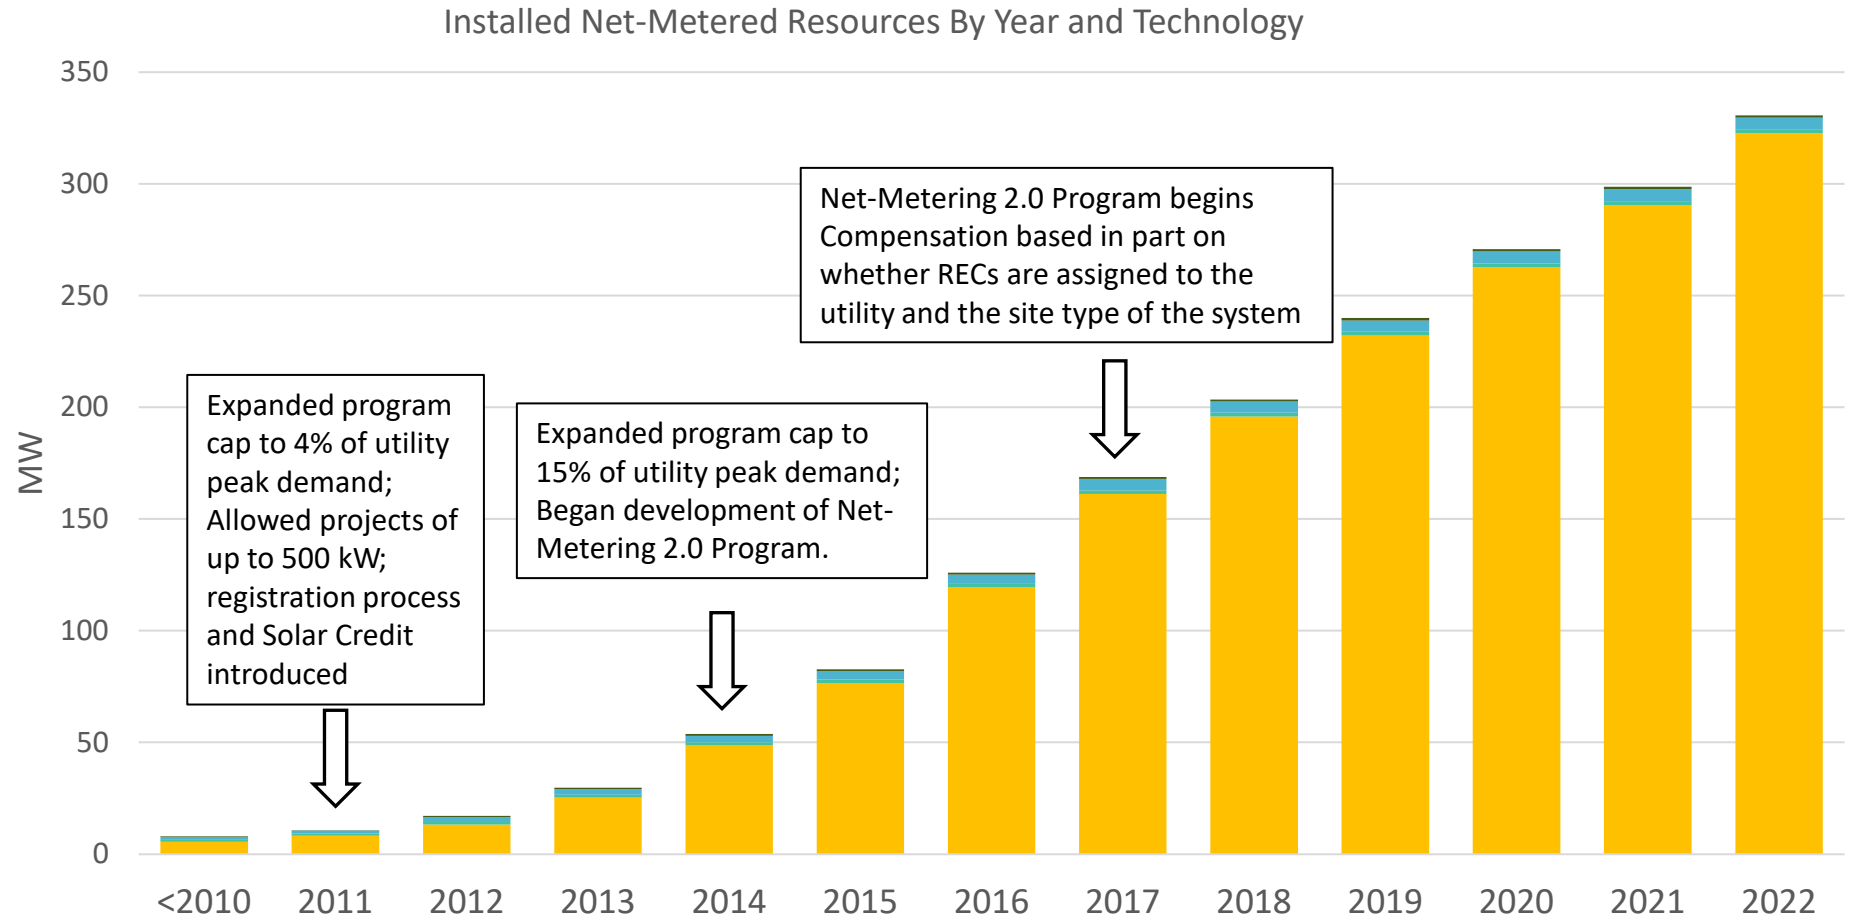 Installed Net-Metered Resources By Year and Technology
350
300
250
200
150
100
50
0
MW
Expanded program
cap to 4% of utility
peak demand;
Allowed projects of
up to 500 kW;
registration process
and Solar Credit
introduced
Expanded program cap to
15% of utility peak demand;
Began development of Net-
Metering 2.0 Program.
Net-Metering 2.0 Program begins
Compensation based in part on
whether RECs are assigned to the
utility and the site type of the system
<2010 2011 2012 2013 2014 2015 2016 2017 2018 2019 2020 2021 2022